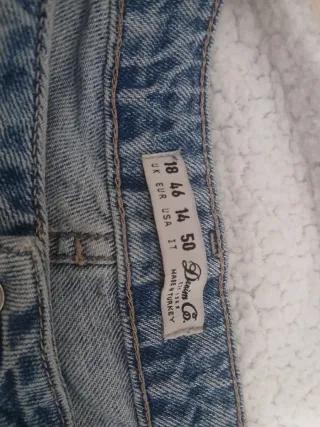 18 46 14 50
UK EUR USA IT
Denim Co.
MADE IN TURKEY